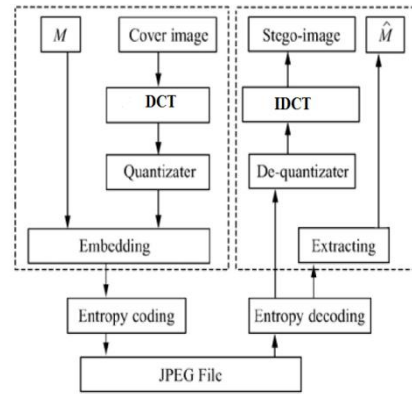 M
Cover image
Stego-image
M̂
DCT
IDCT
Quantizater
De-quantizater
Embedding
Extracting
Entropy coding
Entropy decoding
JPEG File